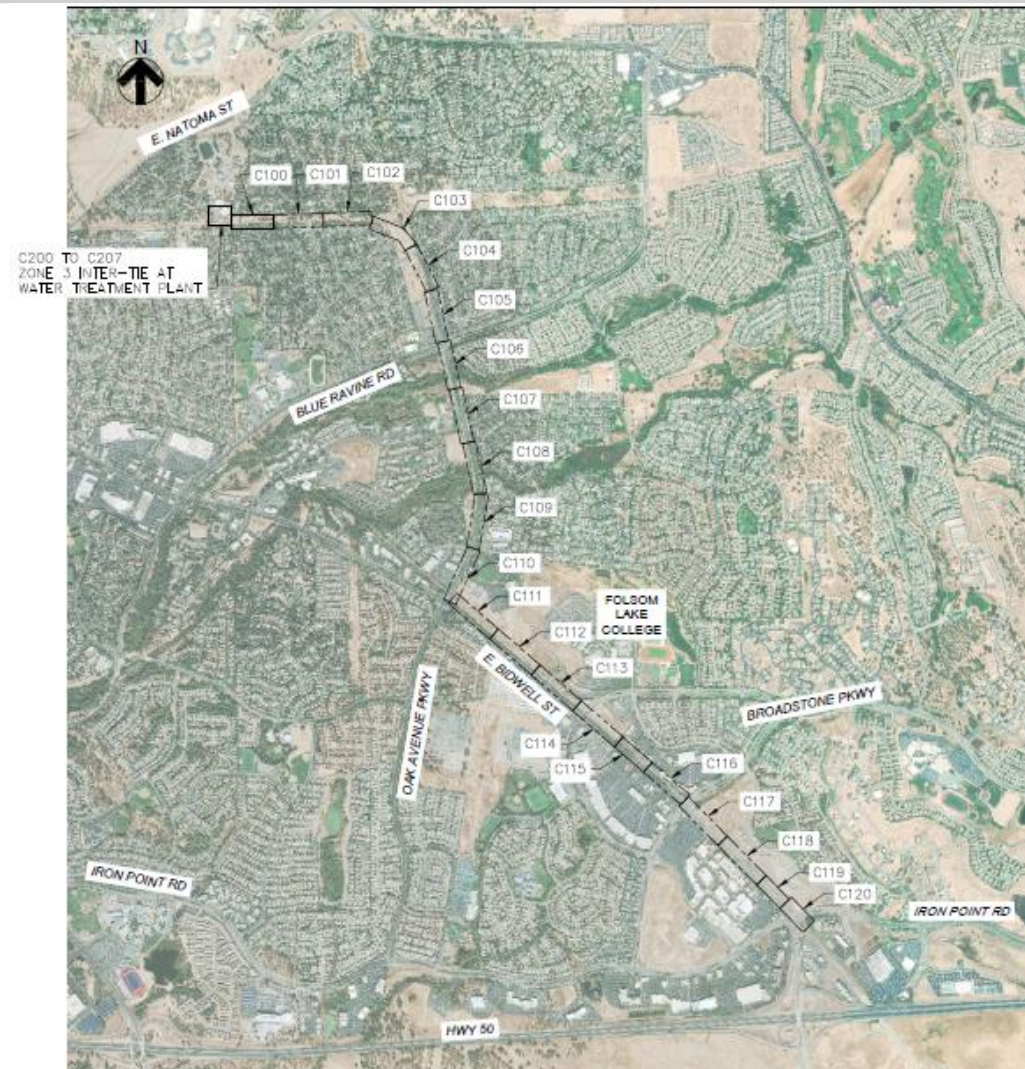 N
E. NATOMA ST
C100
C101
C102
C103
C200 TO C207
ZONE 3 INTER-TIE AT
WATER TREATMENT PLANT
C104
C105
C106
BLUE RAVINE RD
C107
C108
C109
C110
C111
FOLSOM
LAKE
COLLEGE
C112
C113
E. BIDWELL ST
BROADSTONE PKWY
OAK AVENUE PKWY
C114
C115
C116
C117
C118
C119
C120
IRON POINT RD
IRON POINT RD
HWY 50